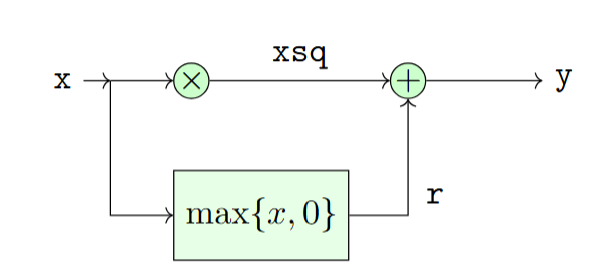 xsq
x × + y
r
max{x, 0}